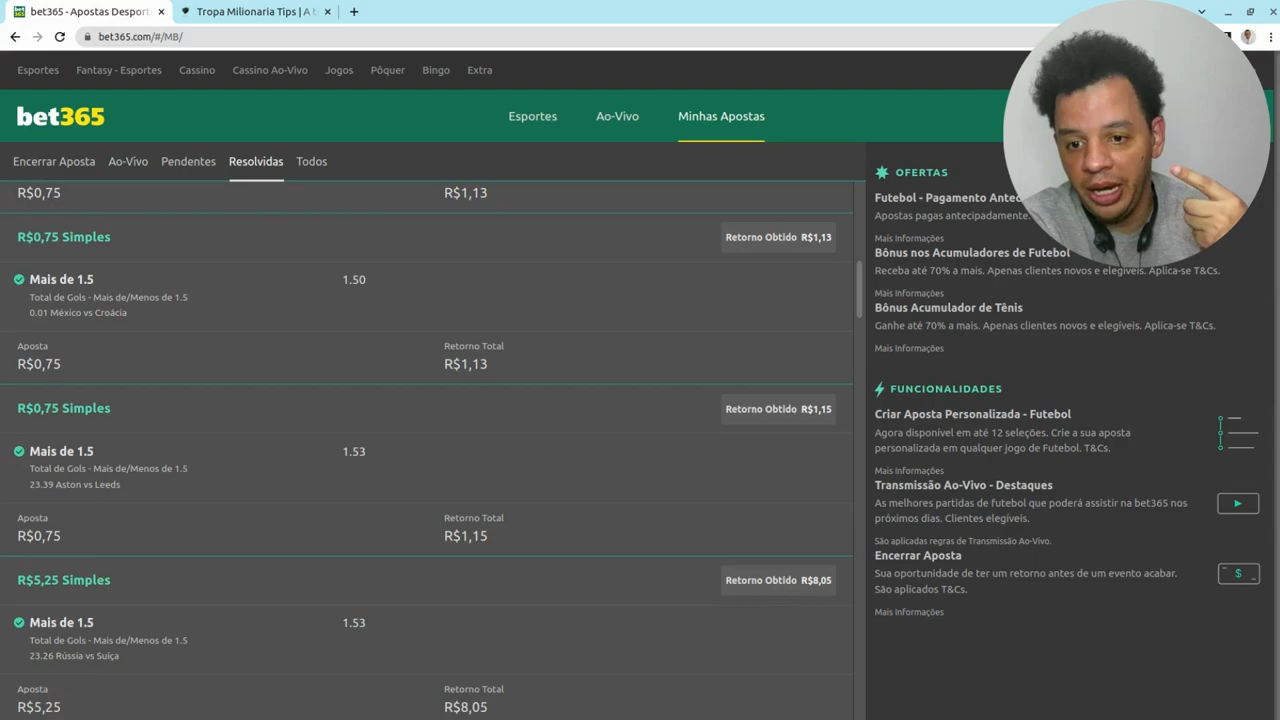 bet365 - Apostas Desport
Tropa Milionaria Tips | A t
bet365.com/#/MB/
Esportes Fantasy - Esportes Cassino Cassino Ao-Vivo Jogos Pôquer Bingo Extra
bet365
Esportes Ao-Vivo Minhas Apostas
Encerrar Aposta Ao-Vivo Pendentes Resolvidas Todos
R$0,75 R$1,13
R$0,75 Simples Retorno Obtido R$1,13
Mais de 1.5 1.50
Total de Gols - Mais de/Menos de 1.5
0.01 México vs Croácia
Aposta Retorno Total
R$0,75 R$1,13
R$0,75 Simples Retorno Obtido R$1,15
Mais de 1.5 1.53
Total de Gols - Mais de/Menos de 1.5
23.39 Aston vs Leeds
Aposta Retorno Total
R$0,75 R$1,15
R$5,25 Simples Retorno Obtido R$8,05
Mais de 1.5 1.53
Total de Gols - Mais de/Menos de 1.5
23.26 Rússia vs Suíça
Aposta Retorno Total
R$5,25 R$8,05
OFERTAS
Futebol - Pagamento Antec
Apostas pagas antecipadamente.
Mais Informações
Bônus nos Acumuladores de Futebol
Receba até 70% a mais. Apenas clientes novos e elegíveis. Aplica-se T&Cs.
Mais Informações
Bônus Acumulador de Tênis
Ganhe até 70% a mais. Apenas clientes novos e elegíveis. Aplica-se T&Cs.
Mais Informações
FUNCIONALIDADES
Criar Aposta Personalizada - Futebol
Agora disponível em até 12 seleções. Crie a sua aposta
personalizada em qualquer jogo de Futebol. T&Cs.
Mais Informações
Transmissão Ao-Vivo - Destaques
As melhores partidas de futebol que poderá assistir na bet365 nos
próximos dias. Clientes elegíveis.
São aplicadas regras de Transmissão Ao-Vivo.
Encerrar Aposta
Sua oportunidade de ter um retorno antes de um evento acabar.
São aplicados T&Cs.
Mais Informações